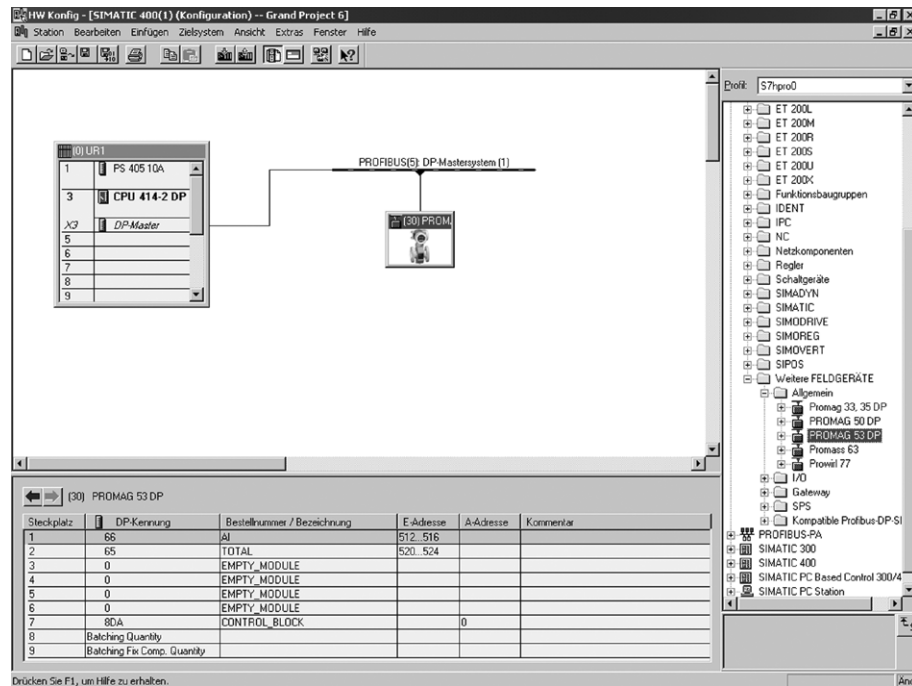 HW Konfig - [SIMATIC 400(1) (Konfiguration) -- Grand Project 6]
Station Bearbeiten Einfügen Zielsystem Ansicht Extras Fenster Hilfe
(0) UR1
1 PS 405 10A
3 CPU 414-2 DP
X3 DP-Master
5
6
7
8
9
PROFIBUS(5): DP-Mastersystem (1)
(30) PROM
Profil: S7hpro0
ET 200L
ET 200M
ET 200R
ET 200S
ET 200U
ET 200X
Funktionsbaugruppen
IDENT
IPC
NC
Netzkomponenten
Regler
Schaltgeräte
SIMADYN
SIMATIC
SIMODRIVE
SIMOREG
SIMOVERT
SIPOS
Weitere FELDGERÄTE
Allgemein
Promag 33, 35 DP
PROMAG 50 DP
PROMAG 53 DP
Promass 63
Prowirl 77
I/O
Gateway
SPS
Kompatible Profibus-DP-Sl
PROFIBUS-PA
SIMATIC 300
SIMATIC 400
SIMATIC PC Based Control 300/4
SIMATIC PC Station
(30) PROMAG 53 DP
Steckplatz DP-Kennung Bestellnummer / Bezeichnung E-Adresse A-Adresse Kommentar
1 66 AI 512...516
2 65 TOTAL 520...524
3 0 EMPTY_MODULE
4 0 EMPTY_MODULE
5 0 EMPTY_MODULE
6 0 EMPTY_MODULE
7 8DA CONTROL_BLOCK 0
8 Batching Quantity
9 Batching Fix Comp. Quantity
Drücken Sie F1, um Hilfe zu erhalten.
Änd